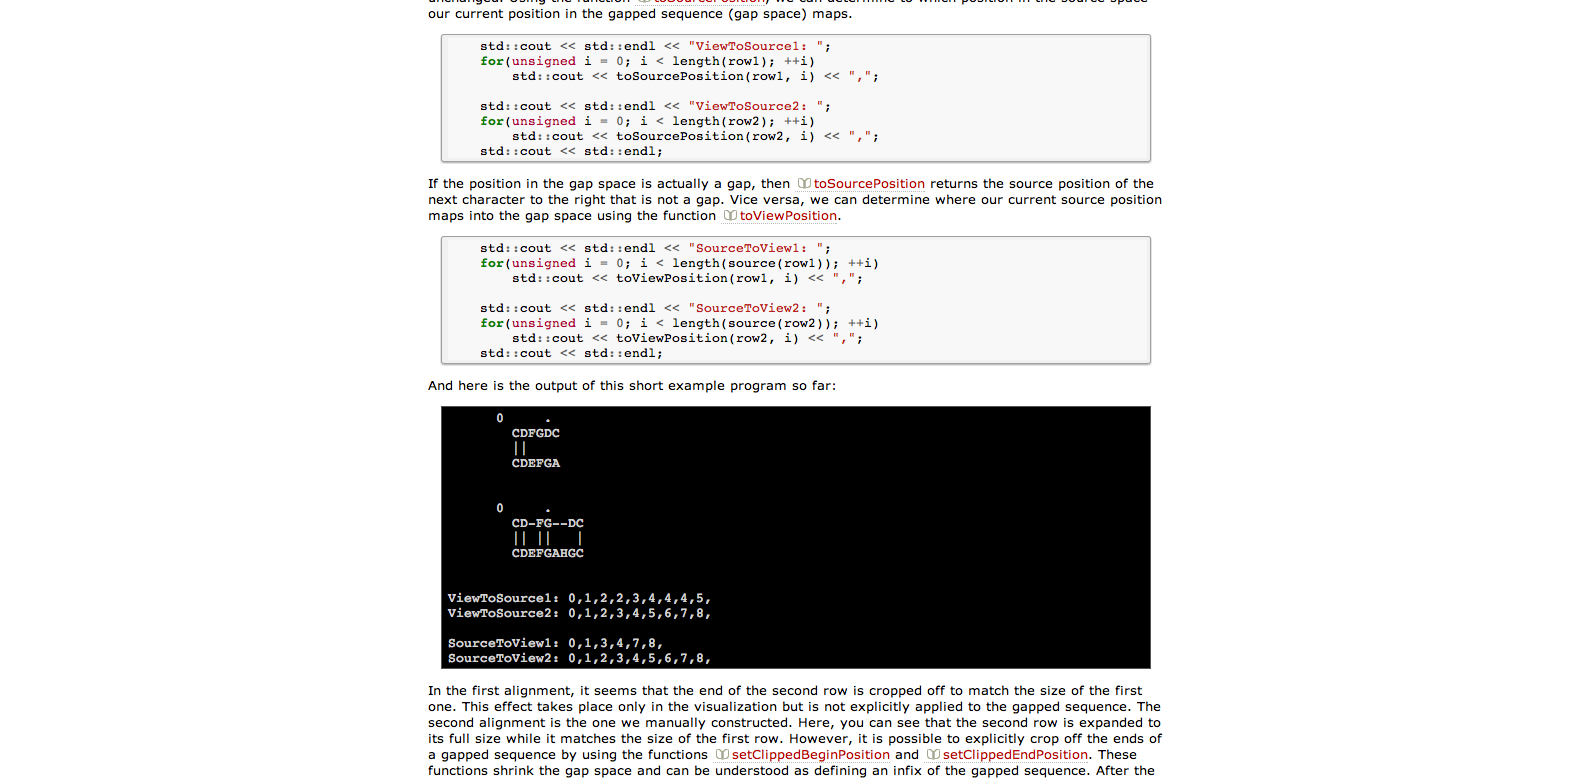 our current position in the gapped sequence (gap space) maps.
std::cout << std::endl << "ViewToSource1: ";
for(unsigned i = 0; i < length(row1); ++i)
std::cout << toSourcePosition(row1, i) << ",";
std::cout << std::endl << "ViewToSource2: ";
for(unsigned i = 0; i < length(row2); ++i)
std::cout << toSourcePosition(row2, i) << ",";
std::cout << std::endl;
If the position in the gap space is actually a gap, then toSourcePosition returns the source position of the
next character to the right that is not a gap. Vice versa, we can determine where our current source position
maps into the gap space using the function toViewPosition.
std::cout << std::endl << "SourceToView1: ";
for(unsigned i = 0; i < length(source(row1)); ++i)
std::cout << toViewPosition(row1, i) << ",";
std::cout << std::endl << "SourceToView2: ";
for(unsigned i = 0; i < length(source(row2)); ++i)
std::cout << toViewPosition(row2, i) << ",";
std::cout << std::endl;
And here is the output of this short example program so far:
0     .
CDFGDC
||
CDEFGA
0     .
CD-FG--DC
|| ||   |
CDEFGAHGC
ViewToSource1: 0,1,2,2,3,4,4,4,5,
ViewToSource2: 0,1,2,3,4,5,6,7,8,
SourceToView1: 0,1,3,4,7,8,
SourceToView2: 0,1,2,3,4,5,6,7,8,
In the first alignment, it seems that the end of the second row is cropped off to match the size of the first
one. This effect takes place only in the visualization but is not explicitly applied to the gapped sequence. The
second alignment is the one we manually constructed. Here, you can see that the second row is expanded to
its full size while it matches the size of the first row. However, it is possible to explicitly crop off the ends of
a gapped sequence by using the functions setClippedBeginPosition and setClippedEndPosition. These
functions shrink the gap space and can be understood as defining an infix of the gapped sequence. After the